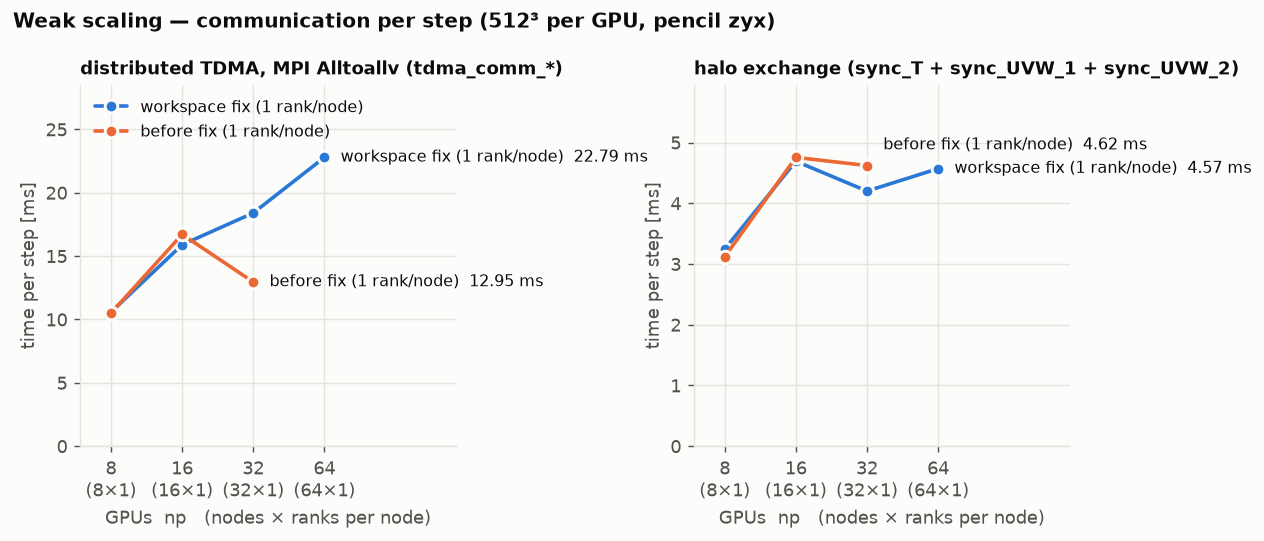 Weak scaling — communication per step (512³ per GPU, pencil zyx)
distributed TDMA, MPI Alltoallv (tdma_comm_*)
workspace fix (1 rank/node)
before fix (1 rank/node)
workspace fix (1 rank/node)  22.79 ms
before fix (1 rank/node)  12.95 ms
time per step [ms]
25
20
15
10
5
0
8
16
32
64
(8×1)
(16×1)
(32×1)
(64×1)
GPUs  np   (nodes × ranks per node)
halo exchange (sync_T + sync_UVW_1 + sync_UVW_2)
before fix (1 rank/node)  4.62 ms
workspace fix (1 rank/node)  4.57 ms
time per step [ms]
5
4
3
2
1
0
8
16
32
64
(8×1)
(16×1)
(32×1)
(64×1)
GPUs  np   (nodes × ranks per node)